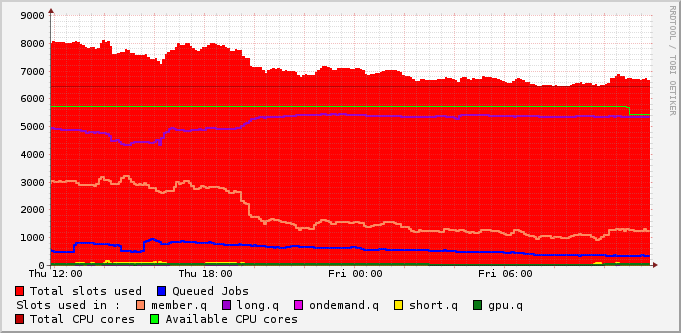 RRDTOOL / TOBI OETIKER
9000
8000
7000
6000
5000
4000
3000
2000
1000
0
Thu 12:00 Thu 18:00 Fri 00:00 Fri 06:00
Total slots used Queued Jobs
Slots used in : member.q long.q ondemand.q short.q gpu.q
Total CPU cores Available CPU cores